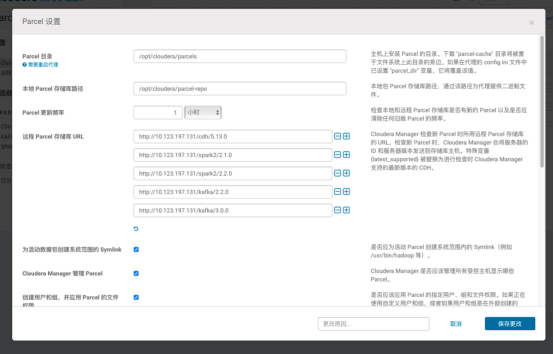 Parcel 设置
×
Parcel 目录
需要重启代理
/opt/cloudera/parcels
主机上安装 Parcel 的目录。下载 "parcel-cache" 目录将被置
于文件系统上此目录的旁边。如果在代理的 config.ini 文件中
已设置 "parcel_dir" 变量，它将覆盖该值。
本地 Parcel 存储库路径
/opt/cloudera/parcel-repo
本地包 Parcel 存储库路径，通过该路径为代理提供二进制文
件。
Parcel 更新频率
1
小时
检查本地和远程 Parcel 存储库是否有新的 Parcel 以及是否应
清除任何旧版 Parcel 的频率。
远程 Parcel 存储库 URL
http://10.123.197.131/cdh/5.13.0
http://10.123.197.131/spark2/2.1.0
http://10.123.197.131/spark2/2.2.0
http://10.123.197.131/kafka/2.2.0
http://10.123.197.131/kafka/3.0.0
Cloudera Manager 检查新 Parcel 时所用远程 Parcel 存储库
的 URL。检查新 Parcel 时，Cloudera Manager 会将服务器的
ID 和服务器版本发送到存储库主机。特殊变量
{latest_supported} 被替换为进行检查时 Cloudera Manager
支持的最新版本的 CDH。
为活动数据包创建系统范围的 Symlink
是否应为活动 Parcel 创建系统范围内的 Symlink（例如
/usr/bin/hadoop 等）。
Cloudera Manager 管理 Parcel
Cloudera Manager 是否应该管理所有受控主机显示哪些
Parcel。
创建用户和组，并应用 Parcel 的文件
权限
是否应该应用 Parcel 的指定用户、组和文件权限。如果正在
使用自定义用户和组，或者如果用户和组是在外部创建的
更改原因...
取消
保存更改